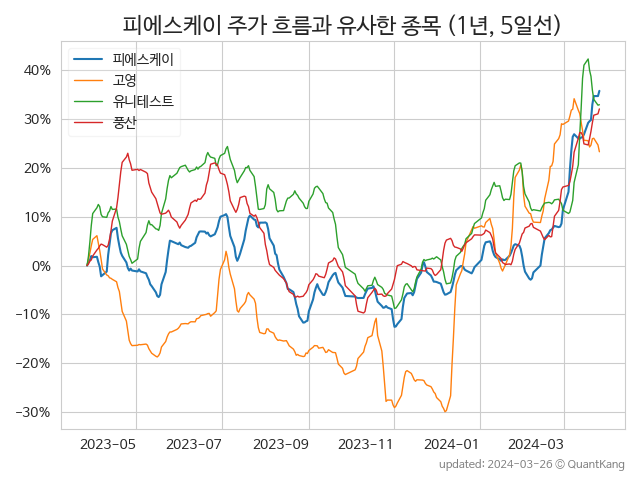 피에스케이 주가 흐름과 유사한 종목 (1년, 5일선)
피에스케이
고영
유니테스트
풍산
40%
30%
20%
10%
0%
−10%
−20%
−30%
2023-05
2023-07
2023-09
2023-11
2024-01
2024-03
updated: 2024-03-26 © QuantKang